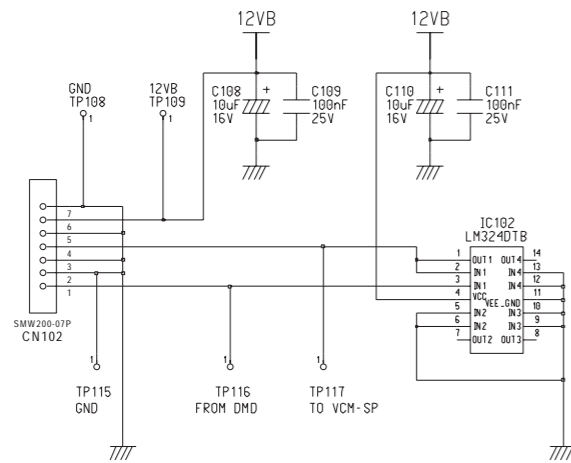 12VB
12VB
GND
TP108
1
12VB
TP109
1
C108
10uF
16V
+
C109
100nF
25V
C110
10uF
16V
+
C111
100nF
25V
7
6
5
4
3
2
1
SMW200-07P
CN102
IC102
LM324DTB
1 OUT1 OUT4 14
2 IN1 IN4 13
3 IN1 IN4 12
4 VCC VEE_GND 11
5 IN2 IN3 10
6 IN2 IN3 9
7 OUT2 OUT3 8
1
TP115
GND
1
TP116
FROM DMD
1
TP117
TO VCM-SP